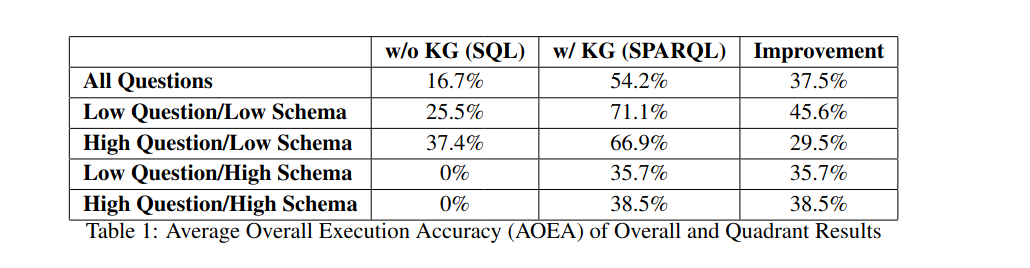 w/o KG (SQL) w/ KG (SPARQL) Improvement
All Questions 16.7% 54.2% 37.5%
Low Question/Low Schema 25.5% 71.1% 45.6%
High Question/Low Schema 37.4% 66.9% 29.5%
Low Question/High Schema 0% 35.7% 35.7%
High Question/High Schema 0% 38.5% 38.5%
Table 1: Average Overall Execution Accuracy (AOEA) of Overall and Quadrant Results